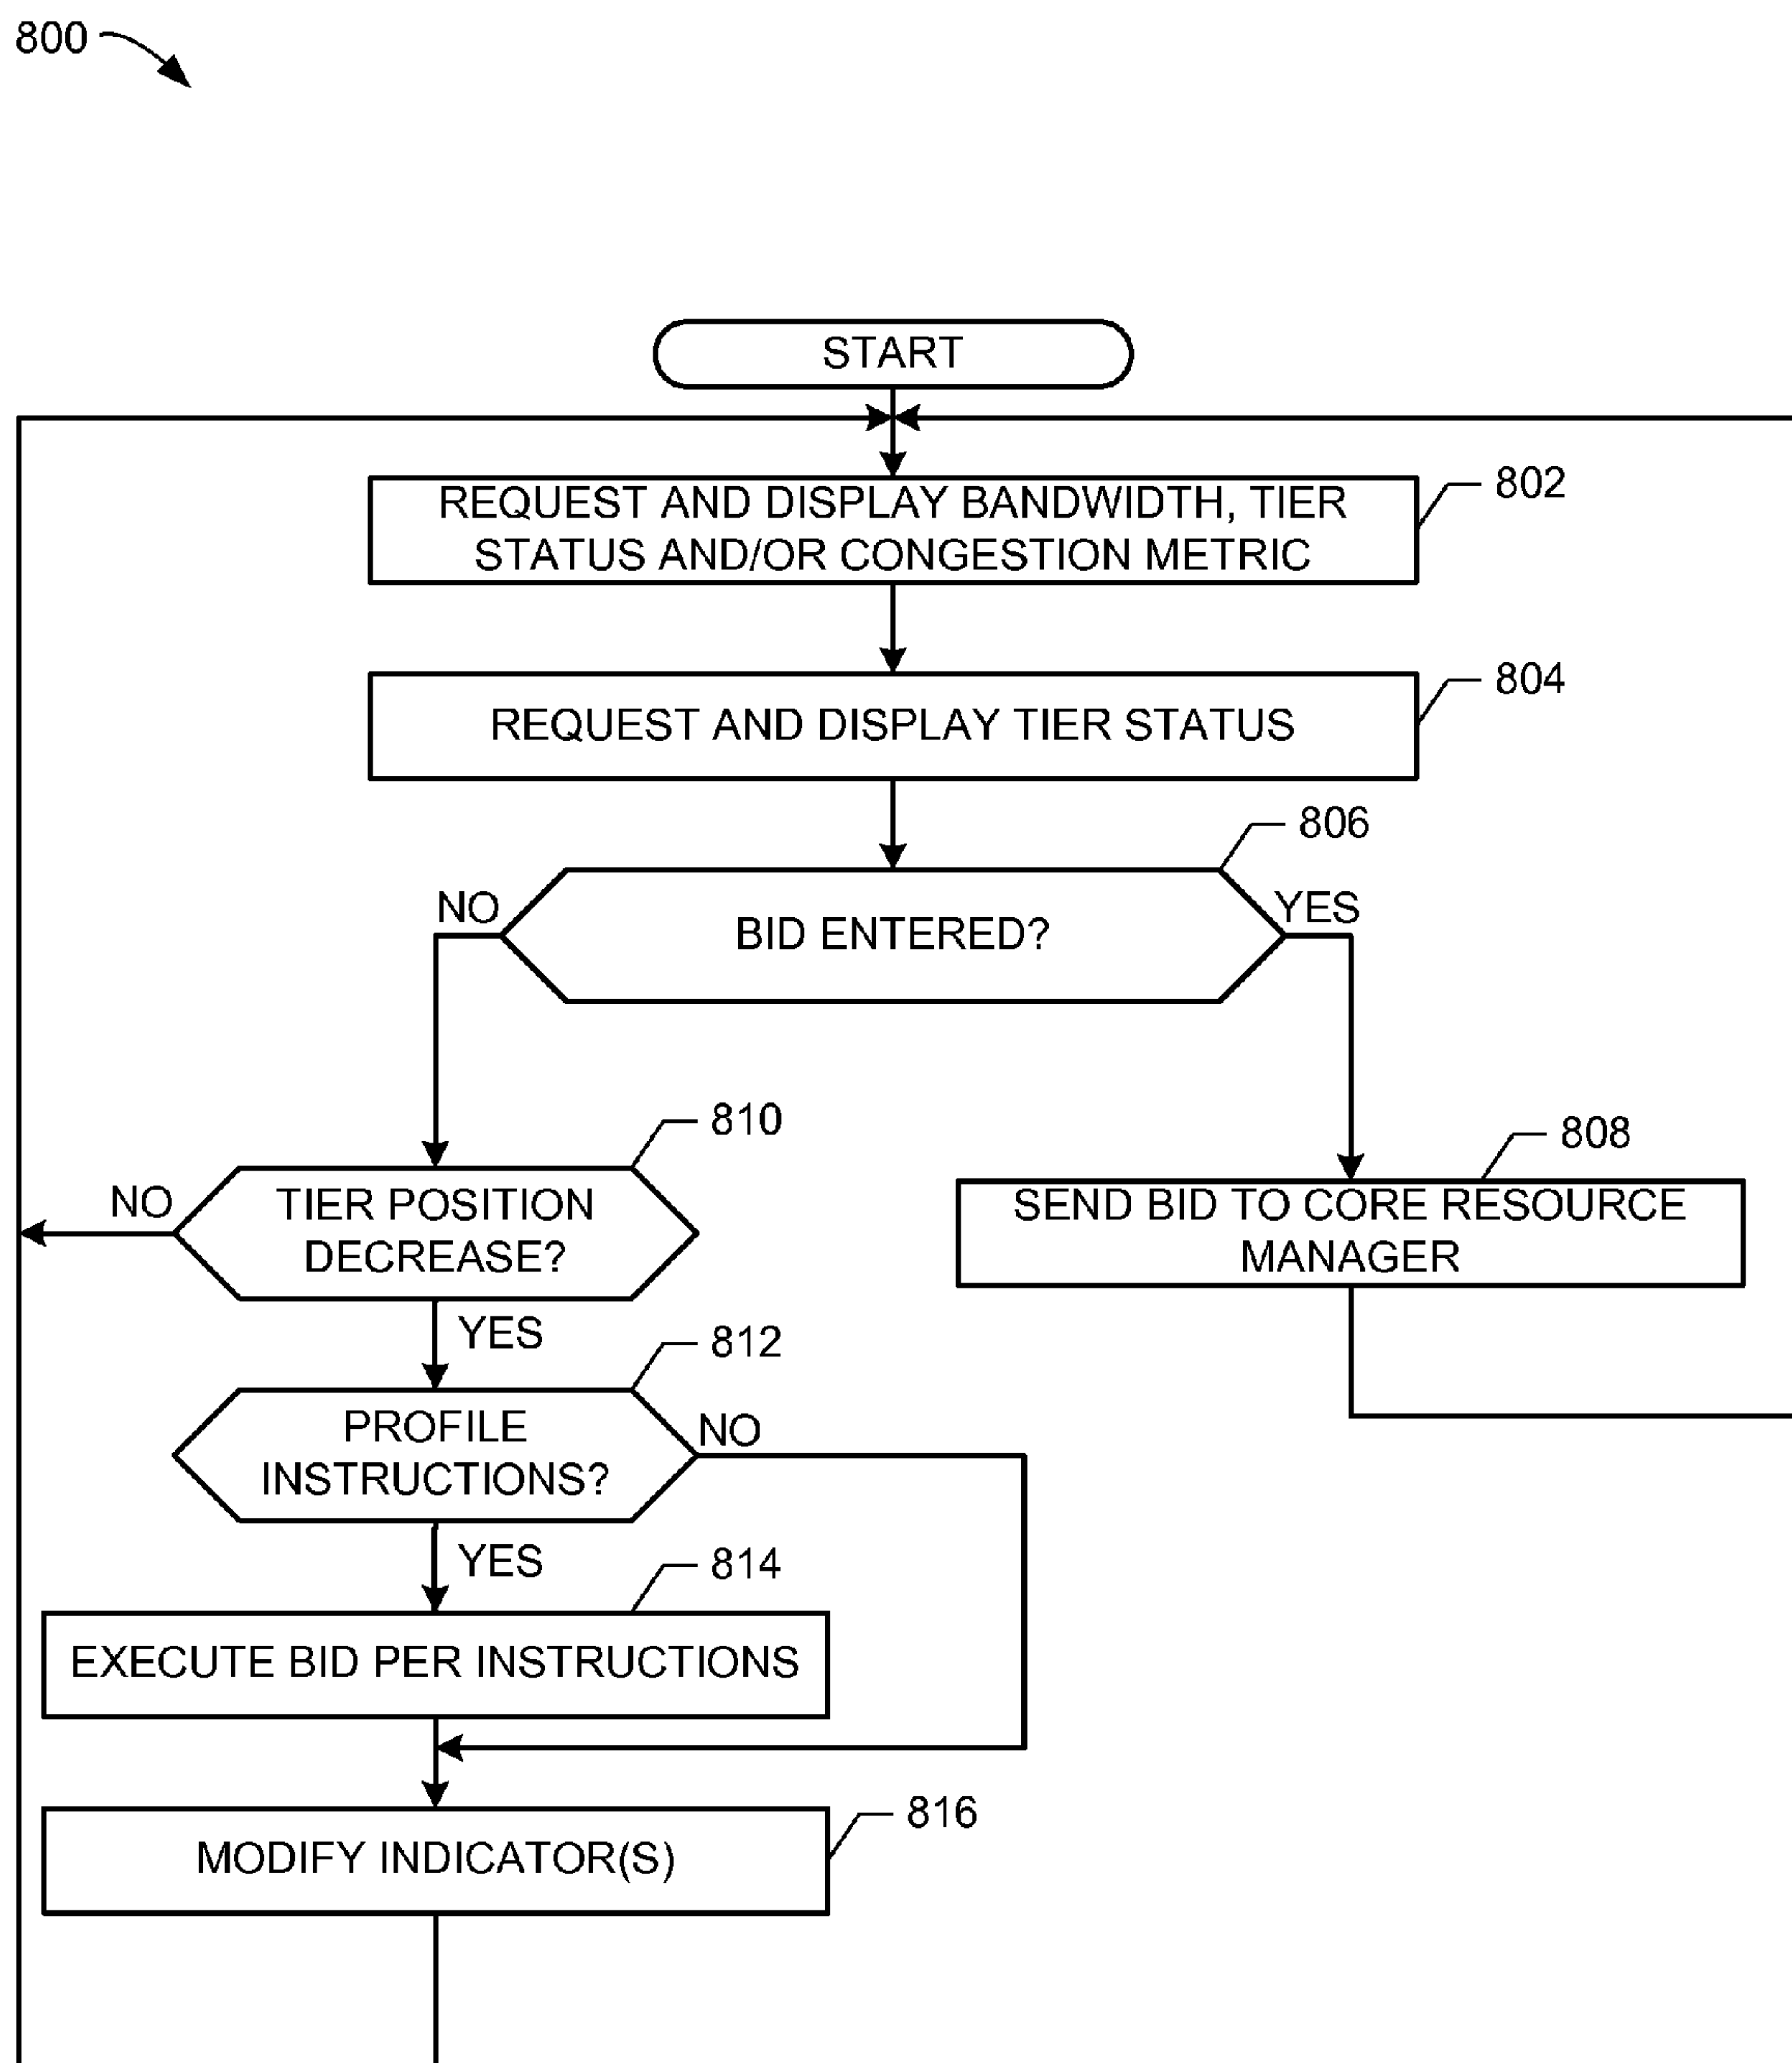 800
START
REQUEST AND DISPLAY BANDWIDTH, TIER
STATUS AND/OR CONGESTION METRIC
802
REQUEST AND DISPLAY TIER STATUS
804
806
NO
BID ENTERED?
YES
810
NO
TIER POSITION
DECREASE?
YES
808
SEND BID TO CORE RESOURCE
MANAGER
812
PROFILE
INSTRUCTIONS?
NO
YES
814
EXECUTE BID PER INSTRUCTIONS
816
MODIFY INDICATOR(S)